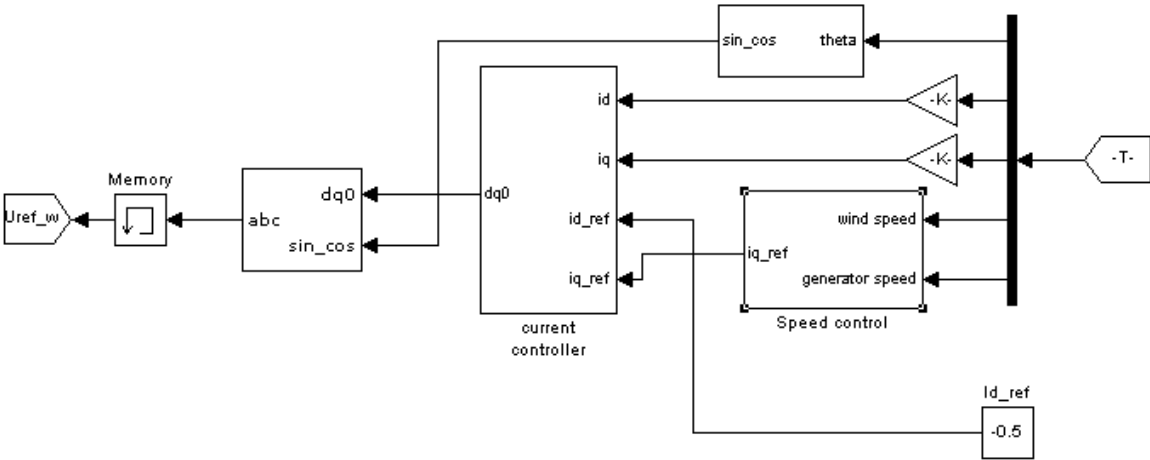 sin_cos theta
id
-K-
iq
-K-
-T-
Memory
dq0
dq0
Uref_w
abc
id_ref
wind speed
sin_cos
iq_ref
iq_ref
generator speed
Speed control
current
controller
Id_ref
-0.5